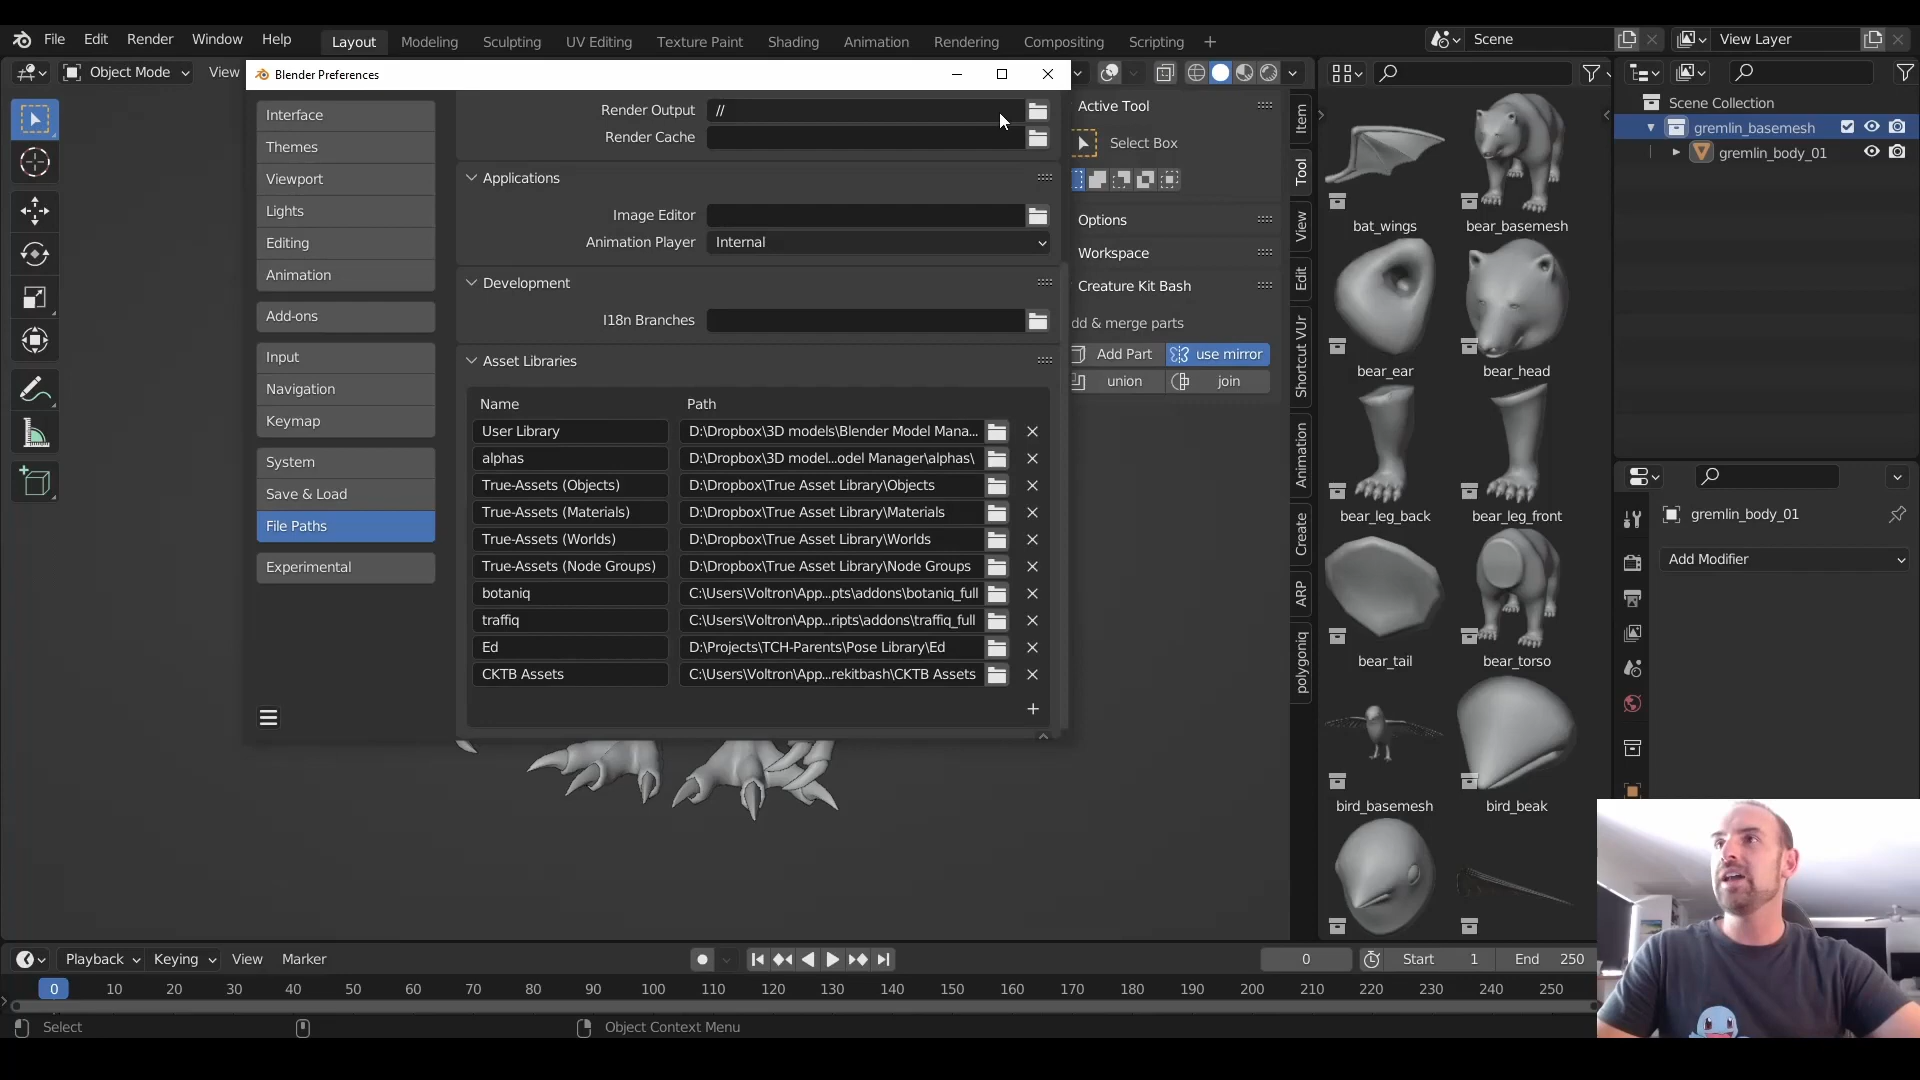 File Edit Render Window Help Layout Modeling Sculpting UV Editing Texture Paint Shading Animation Rendering Compositing Scripting + Scene View Layer
Object Mode View
Blender Preferences
Interface
Themes
Viewport
Lights
Editing
Animation
Add-ons
Input
Navigation
Keymap
System
Save & Load
File Paths
Experimental
Render Output //
Render Cache
Applications
Image Editor
Animation Player Internal
Development
I18n Branches
Asset Libraries
Name Path
User Library D:\Dropbox\3D models\Blender Model Mana...
alphas D:\Dropbox\3D model...odel Manager\alphas\
True-Assets (Objects) D:\Dropbox\True Asset Library\Objects
True-Assets (Materials) D:\Dropbox\True Asset Library\Materials
True-Assets (Worlds) D:\Dropbox\True Asset Library\Worlds
True-Assets (Node Groups) D:\Dropbox\True Asset Library\Node Groups
botaniq C:\Users\Voltron\App...pts\addons\botaniq_full
traffiq C:\Users\Voltron\App...ripts\addons\traffiq_full
Ed D:\Projects\TCH-Parents\Pose Library\Ed
CKTB Assets C:\Users\Voltron\App...rekitbash\CKTB Assets
Active Tool
Select Box
Options
Workspace
Creature Kit Bash
dd & merge parts
Add Part use mirror
union join
Item
Tool
View
Edit
Shortcut VUr
Animation
Create
ARP
polygoniq
bat_wings bear_basemesh
bear_ear bear_head
bear_leg_back bear_leg_front
bear_tail bear_torso
bird_basemesh bird_beak
Scene Collection
gremlin_basemesh
gremlin_body_01
gremlin_body_01
Add Modifier
Playback Keying View Marker 0 Start 1 End 250
0 10 20 30 40 50 60 70 80 90 100 110 120 130 140 150 160 170 180 190 200 210 220 230 240 250
Select Object Context Menu